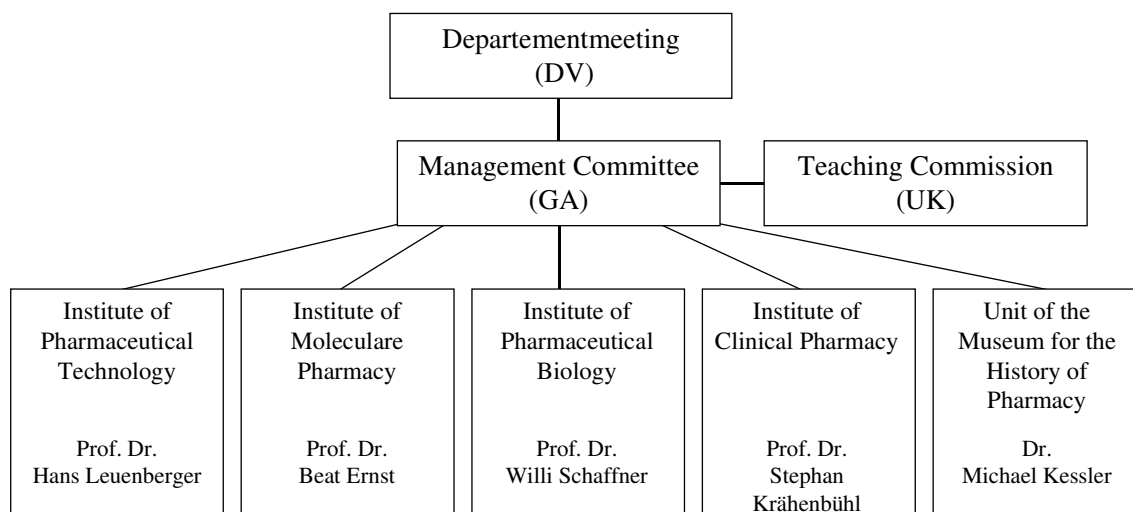 Departementmeeting
(DV)
Management Committee
(GA)
Teaching Commission
(UK)
Institute of
Pharmaceutical
Technology
Prof. Dr.
Hans Leuenberger
Institute of
Moleculare
Pharmacy
Prof. Dr.
Beat Ernst
Institute of
Pharmaceutical
Biology
Prof. Dr.
Willi Schaffner
Institute of
Clinical Pharmacy
Prof. Dr.
Stephan
Krähenbühl
Unit of the
Museum for the
History of
Pharmacy
Dr.
Michael Kessler